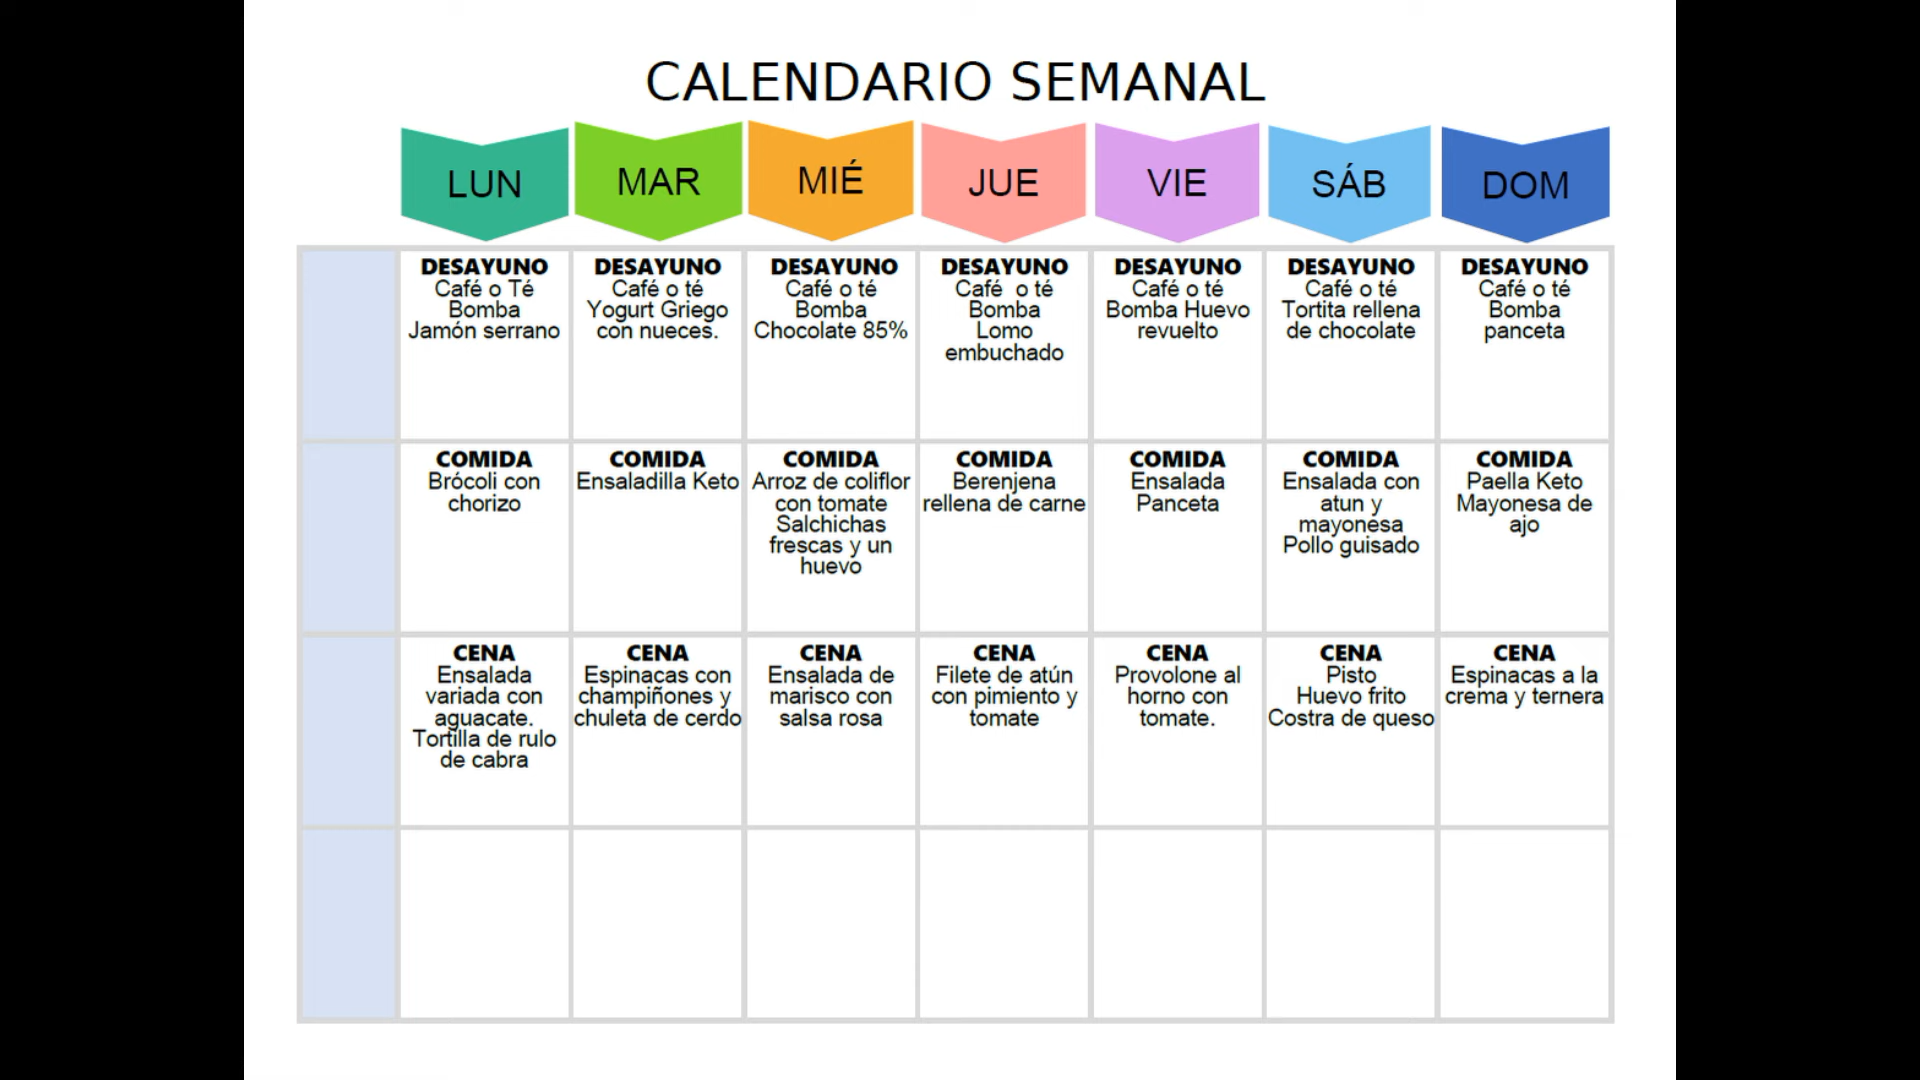 CALENDARIO SEMANAL
LUN
MAR
MIÉ
JUE
VIE
SÁB
DOM
DESAYUNO
Café o Té
Bomba
Jamón serrano
DESAYUNO
Café o té
Yogurt Griego
con nueces.
DESAYUNO
Café o té
Bomba
Chocolate 85%
DESAYUNO
Café o té
Bomba
Lomo
embuchado
DESAYUNO
Café o té
Bomba Huevo
revuelto
DESAYUNO
Café o té
Tortita rellena
de chocolate
DESAYUNO
Café o té
Bomba
panceta
COMIDA
Brócoli con
chorizo
COMIDA
Ensaladilla Keto
COMIDA
Arroz de coliflor
con tomate
Salchichas
frescas y un
huevo
COMIDA
Berenjena
rellena de carne
COMIDA
Ensalada
Panceta
COMIDA
Ensalada con
atun y
mayonesa
Pollo guisado
COMIDA
Paella Keto
Mayonesa de
ajo
CENA
Ensalada
variada con
aguacate.
Tortilla de rulo
de cabra
CENA
Espinacas con
champiñones y
chuleta de cerdo
CENA
Ensalada de
marisco con
salsa rosa
CENA
Filete de atún
con pimiento y
tomate
CENA
Provolone al
horno con
tomate.
CENA
Pisto
Huevo frito
Costra de queso
CENA
Espinacas a la
crema y ternera